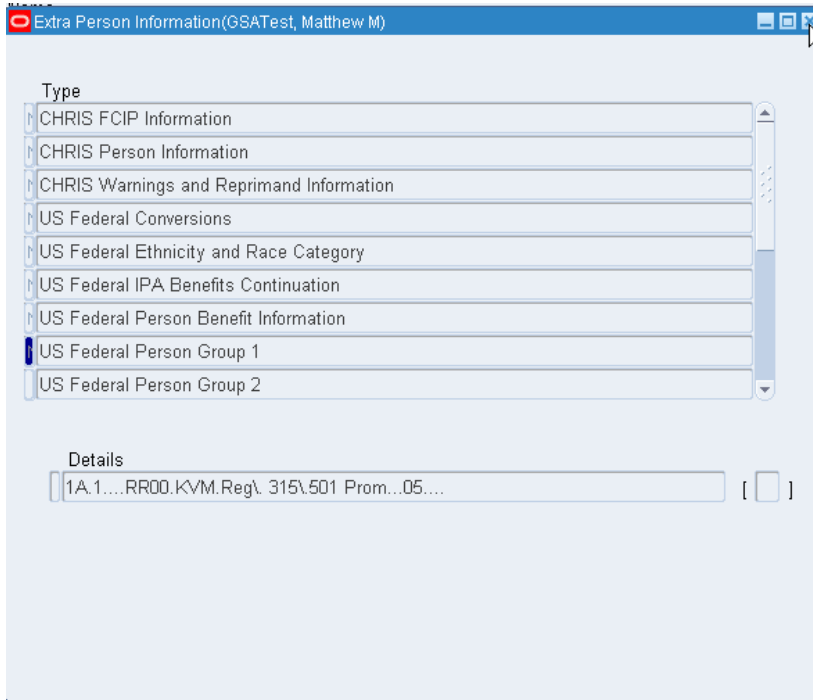 Extra Person Information(GSATest, Matthew M)
Type
CHRIS FCIP Information
CHRIS Person Information
CHRIS Warnings and Reprimand Information
US Federal Conversions
US Federal Ethnicity and Race Category
US Federal IPA Benefits Continuation
US Federal Person Benefit Information
US Federal Person Group 1
US Federal Person Group 2
Details
1A.1....RR00.KVM.Reg\. 315\.501 Prom...05....
[ ]